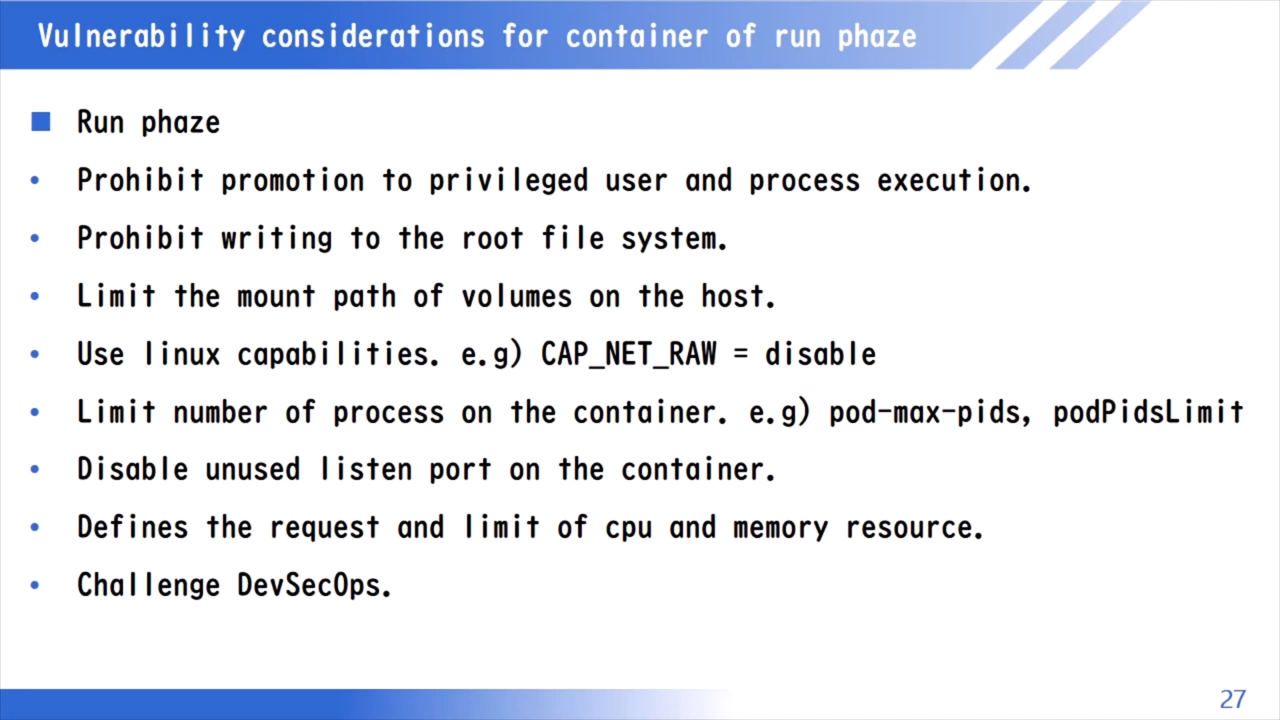 Vulnerability considerations for container of run phaze
Run phaze
Prohibit promotion to privileged user and process execution.
Prohibit writing to the root file system.
Limit the mount path of volumes on the host.
Use linux capabilities. e.g) CAP_NET_RAW = disable
Limit number of process on the container. e.g) pod-max-pids, podPidsLimit
Disable unused listen port on the container.
Defines the request and limit of cpu and memory resource.
Challenge DevSecOps.
27